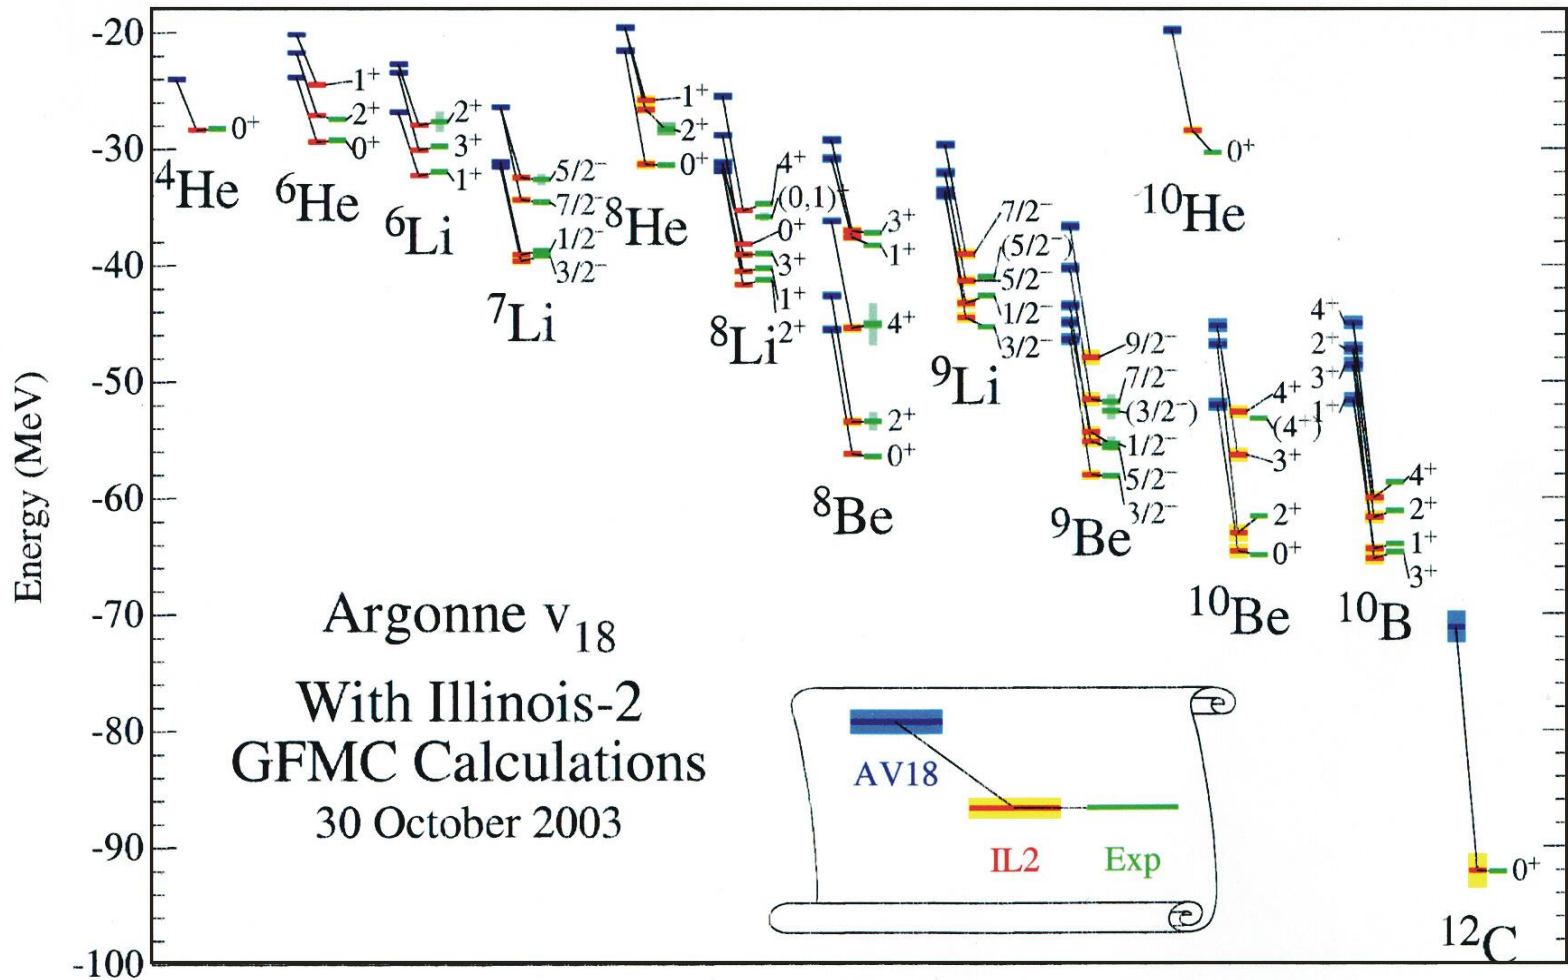 Energy (MeV)
-20
-30
-40
-50
-60
-70
-80
-90
-100
0⁺
⁴He
1⁺
2⁺
0⁺
⁶He
2⁺
3⁺
1⁺
⁶Li
5/2⁻
7/2⁻
1/2⁻
3/2⁻
⁷Li
1⁺
2⁺
0⁺
⁸He
4⁺
(0,1)⁻
0⁺
3⁺
1⁺
2⁺
⁸Li
3⁺
1⁺
4⁺
2⁺
0⁺
⁸Be
7/2⁻
(5/2⁻)
5/2⁻
1/2⁻
3/2⁻
⁹Li
9/2⁻
7/2⁻
(3/2⁻)
1/2⁻
5/2⁻
3/2⁻
⁹Be
0⁺
¹⁰He
4⁺
(4⁺)
3⁺
2⁺
0⁺
¹⁰Be
4⁺
2⁺
3⁺
1⁺
4⁺
2⁺
1⁺
3⁺
¹⁰B
0⁺
¹²C
Argonne v₁₈
With Illinois-2
GFMC Calculations
30 October 2003
AV18
IL2
Exp